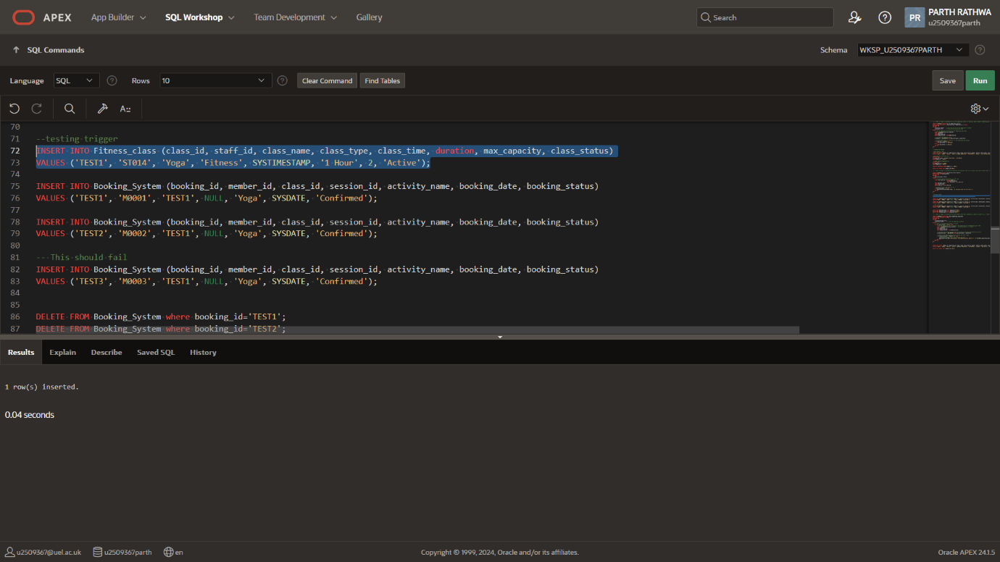 APEX App Builder SQL Workshop Team Development Gallery Search PR PARTH RATHWA
u2509367parth
SQL Commands Schema WKSP_U2509367PARTH
Language SQL Rows 10 Clear Command Find Tables Save Run
70
71 --testing trigger
72 INSERT INTO Fitness_class (class_id, staff_id, class_name, class_type, class_time, duration, max_capacity, class_status)
73 VALUES ('TEST1', 'ST014', 'Yoga', 'Fitness', SYSTIMESTAMP, '1 Hour', 2, 'Active');
74
75 INSERT INTO Booking_System (booking_id, member_id, class_id, session_id, activity_name, booking_date, booking_status)
76 VALUES ('TEST1', 'M0001', 'TEST1', NULL, 'Yoga', SYSDATE, 'Confirmed');
77
78 INSERT INTO Booking_System (booking_id, member_id, class_id, session_id, activity_name, booking_date, booking_status)
79 VALUES ('TEST2', 'M0002', 'TEST1', NULL, 'Yoga', SYSDATE, 'Confirmed');
80
81 -- This should fail
82 INSERT INTO Booking_System (booking_id, member_id, class_id, session_id, activity_name, booking_date, booking_status)
83 VALUES ('TEST3', 'M0003', 'TEST1', NULL, 'Yoga', SYSDATE, 'Confirmed');
84
85
86 DELETE FROM Booking_System where booking_id='TEST1';
87 DELETE FROM Booking_System where booking_id='TEST2';
Results Explain Describe Saved SQL History
1 row(s) inserted.
0.04 seconds
u2509367@uel.ac.uk u2509367parth en Copyright © 1999, 2024, Oracle and/or its affiliates. Oracle APEX 24.1.5